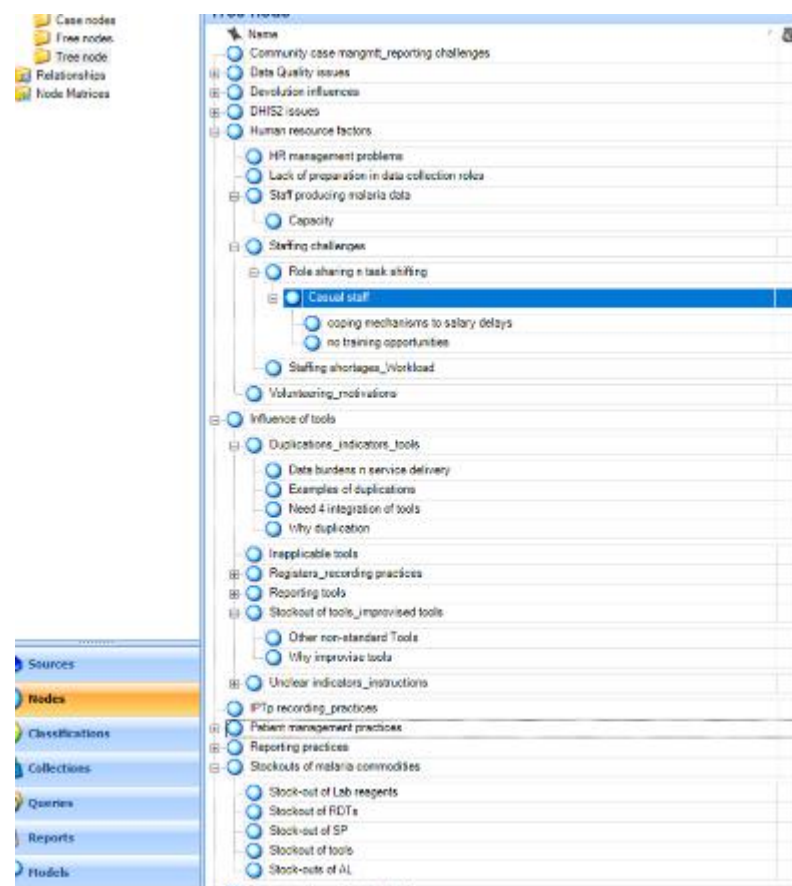 Case nodes
Free nodes
Tree node
Relationships
Node Matrices
Sources
Nodes
Classifications
Collections
Queries
Reports
Models
Tree node
Name
Community case mangmtt_reporting challenges
Data Quality issues
Devolution influences
DHIS2 issues
Human resource factors
HR management problems
Lack of preparation in data collection roles
Staff producing malaria data
Capacity
Staffing challenges
Role sharing n task shifting
Casual staff
coping mechanisms to salary delays
no training opportunities
Staffing shortages_Workload
Volunteering_motivations
Influence of tools
Duplications_indicators_tools
Data burdens n service delivery
Examples of duplications
Need 4 integration of tools
Why duplication
Inapplicable tools
Registers_recording practices
Reporting tools
Stockout of tools_improvised tools
Other non-standard Tools
Why improvise tools
Unclear indicators_instructions
IPTp recording_practices
Patient management practices
Reporting practices
Stockouts of malaria commodities
Stock-out of Lab reagents
Stockout of RDTs
Stock-out of SP
Stockout of tools
Stock-outs of AL